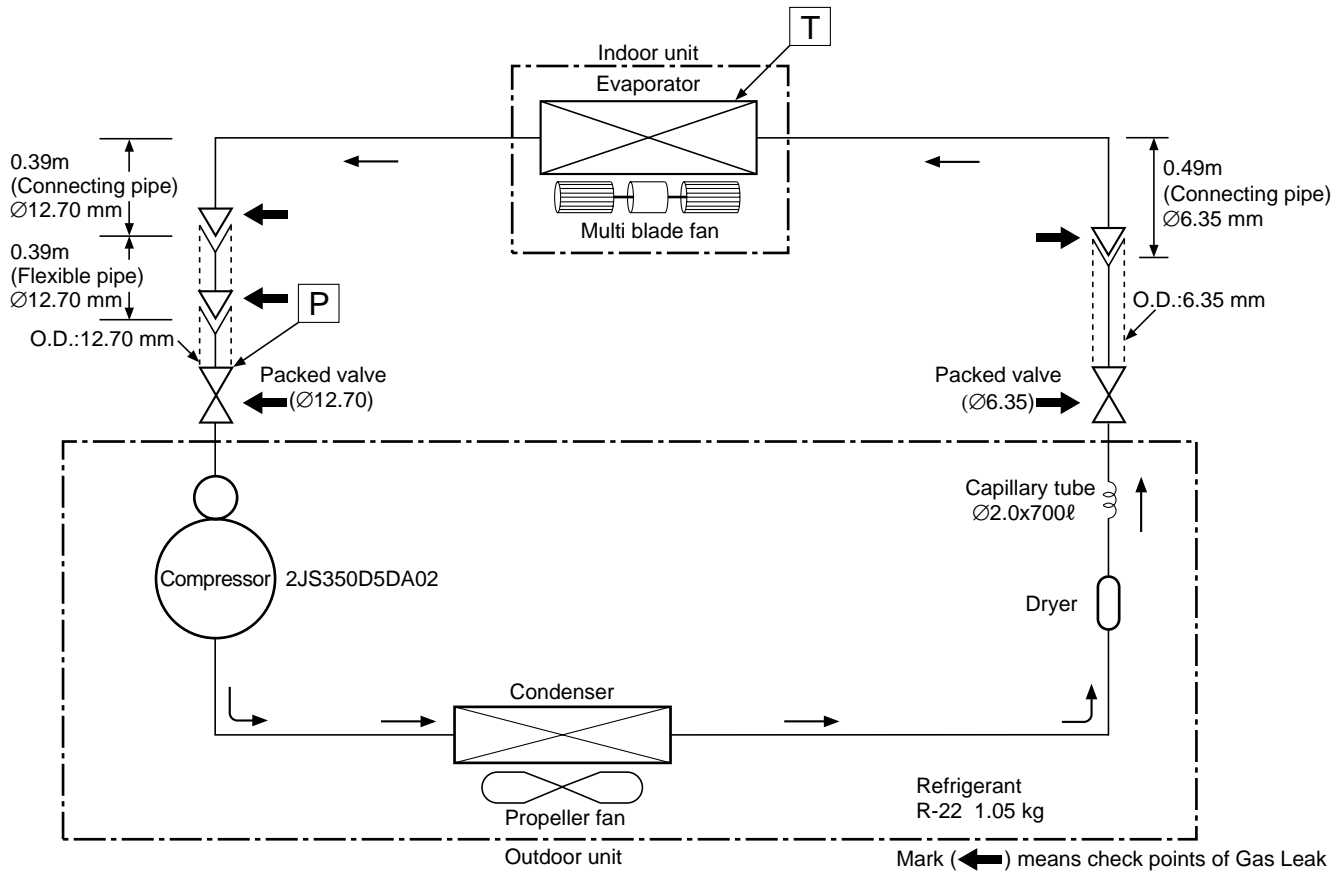 T
Indoor unit
Evaporator
0.39m
(Connecting pipe)
Ø12.70 mm
0.49m
(Connecting pipe)
Ø6.35 mm
Multi blade fan
0.39m
(Flexible pipe)
Ø12.70 mm
P
O.D.:6.35 mm
O.D.:12.70 mm
Packed valve
(Ø12.70)
Packed valve
(Ø6.35)
Capillary tube
Ø2.0x700ℓ
Compressor
2JS350D5DA02
Dryer
Condenser
Refrigerant
R-22 1.05 kg
Propeller fan
Outdoor unit
Mark ( ) means check points of Gas Leak